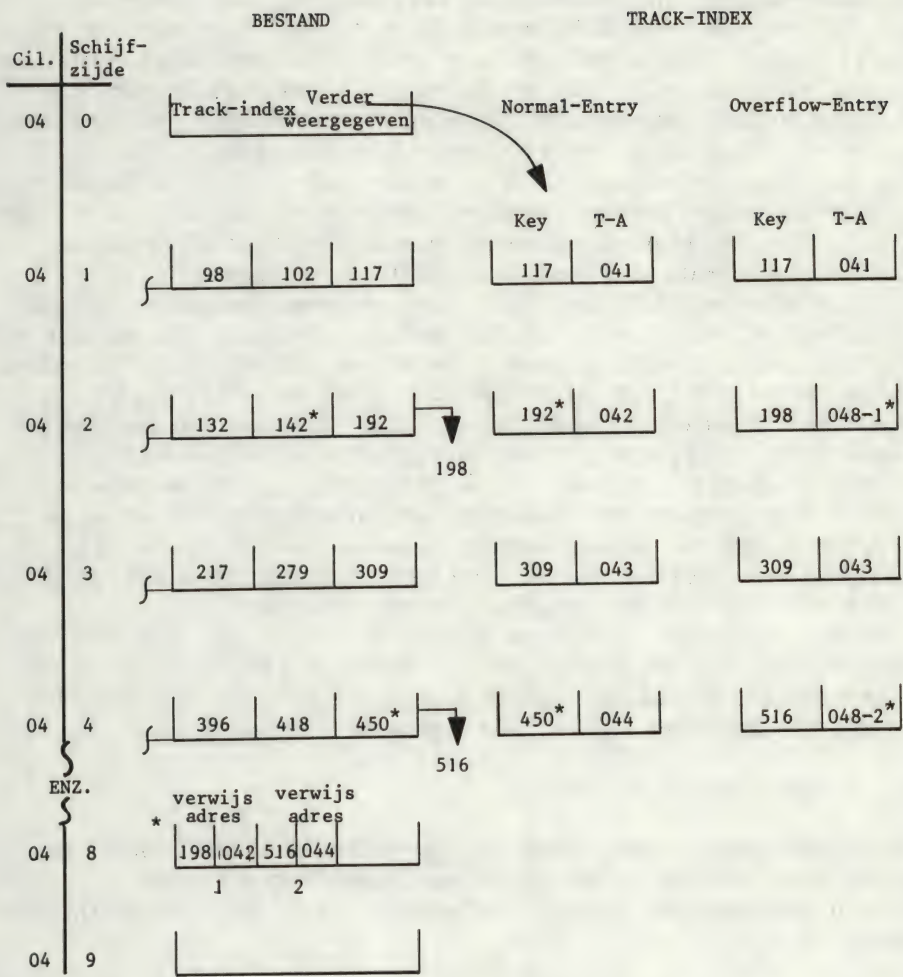 BESTAND TRACK-INDEX
Cil. Schijf-
zijde
04 0 Track-index Verder
weergegeven Normal-Entry Overflow-Entry
Key T-A Key T-A
04 1 98 102 117 117 041 117 041
04 2 132 142* 192 192* 042 198 048-1*
198
04 3 217 279 309 309 043 309 043
04 4 396 418 450* 450* 044 516 048-2*
516
ENZ.
verwijs verwijs
adres adres
*
04 8 198 042 516 044
1 2
04 9